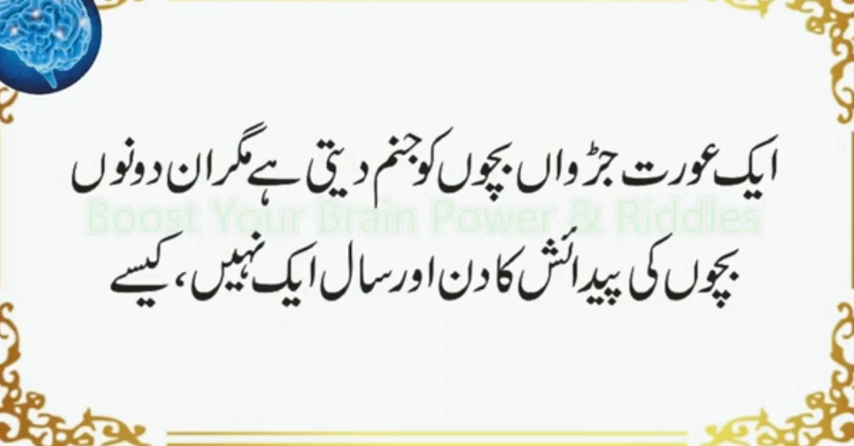 ایک عورت جڑواں بچوں کو جنم دیتی ہے مگر ان دونوں
Boost Your Brain Power & Riddles
بچوں کی پیدائش کا دن اور سال ایک نہیں، کیسے